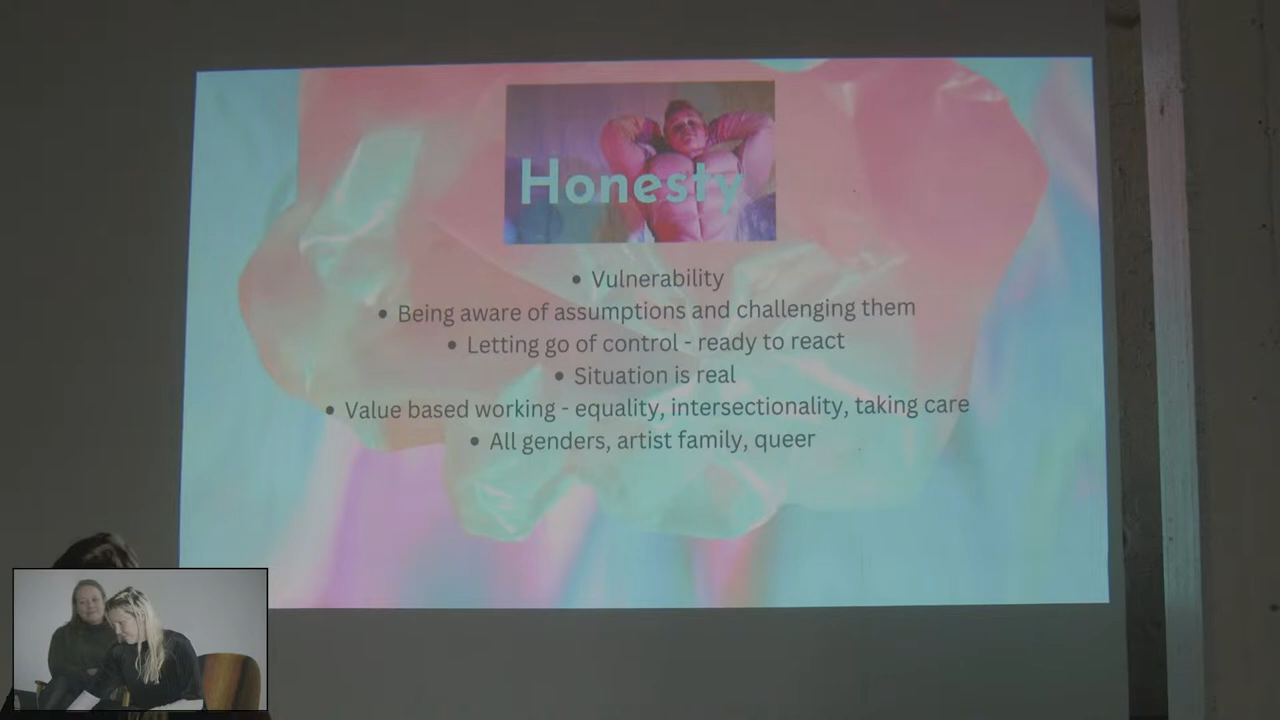 Honesty
• Vulnerability
• Being aware of assumptions and challenging them
• Letting go of control - ready to react
• Situation is real
• Value based working - equality, intersectionality, taking care
• All genders, artist family, queer